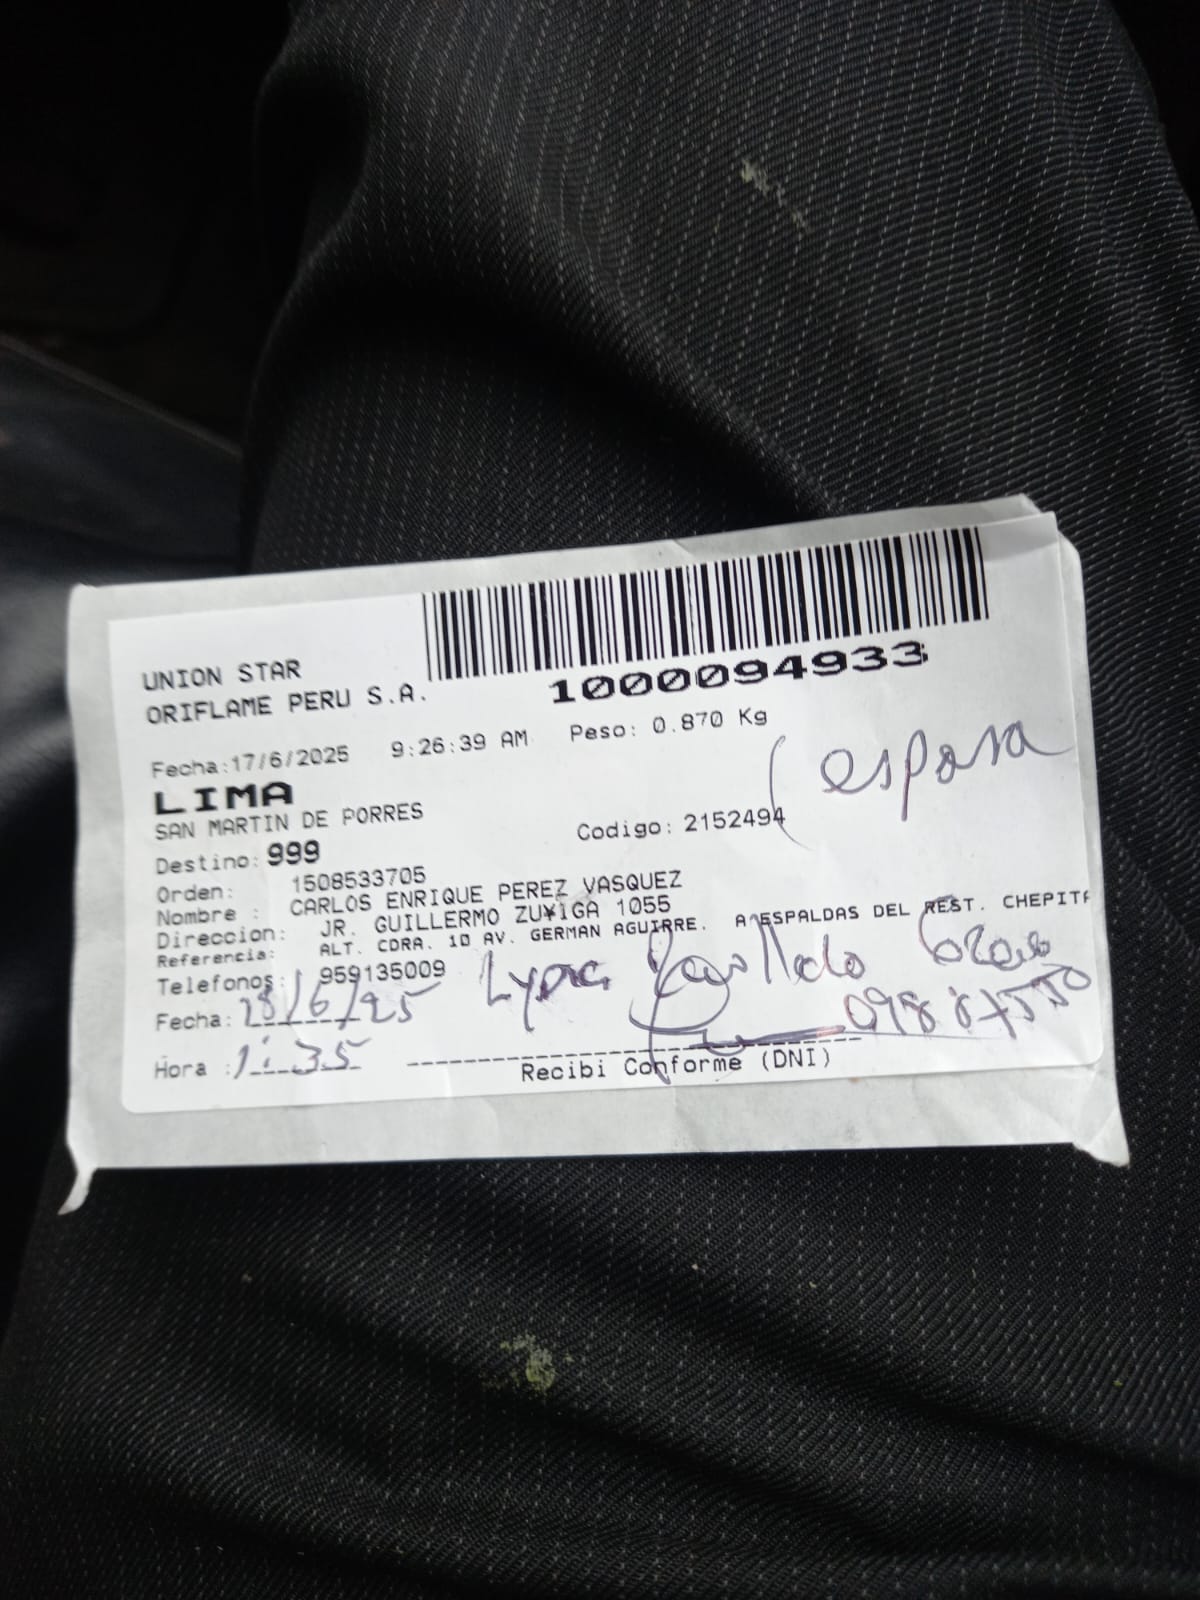 UNION STAR
ORIFLAME PERU S.A.
1000094933
Fecha:17/6/2025 9:26:39 AM Peso: 0.870 Kg
(esposa
LIMA
SAN MARTIN DE PORRES
Codigo: 2152494
Destino: 999
Orden: 1508533705
Nombre : CARLOS ENRIQUE PEREZ VASQUEZ
Direccion: JR. GUILLERMO ZU¥IGA 1055
Referencia: ALT. CDRA. 10 AV. GERMAN AGUIRRE. A ESPALDAS DEL REST. CHEPITA
Telefonos: 959135009
Fecha: 18/6/25
Hora : 1:35
Recibi Conforme (DNI)